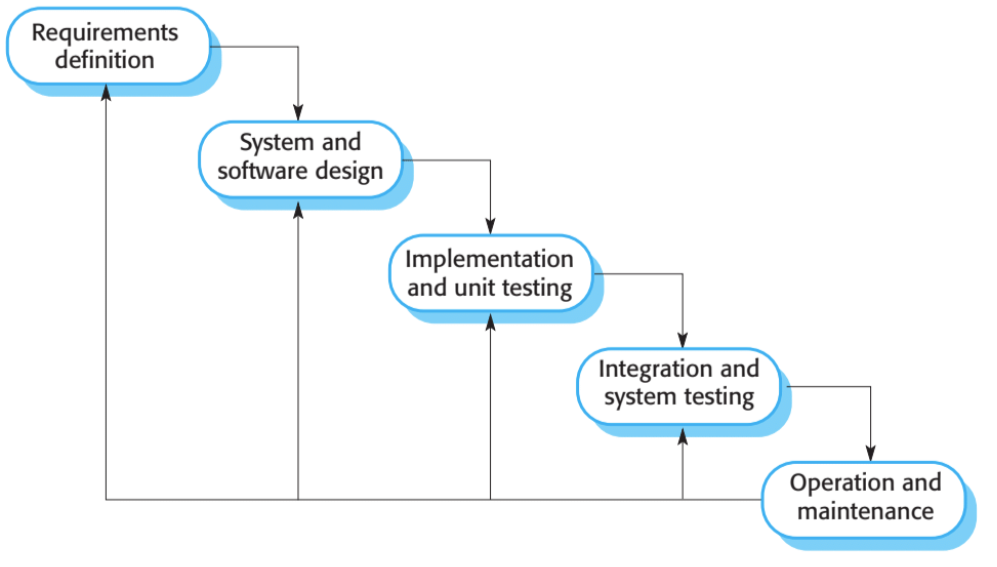 Requirements
definition
System and
software design
Implementation
and unit testing
Integration and
system testing
Operation and
maintenance